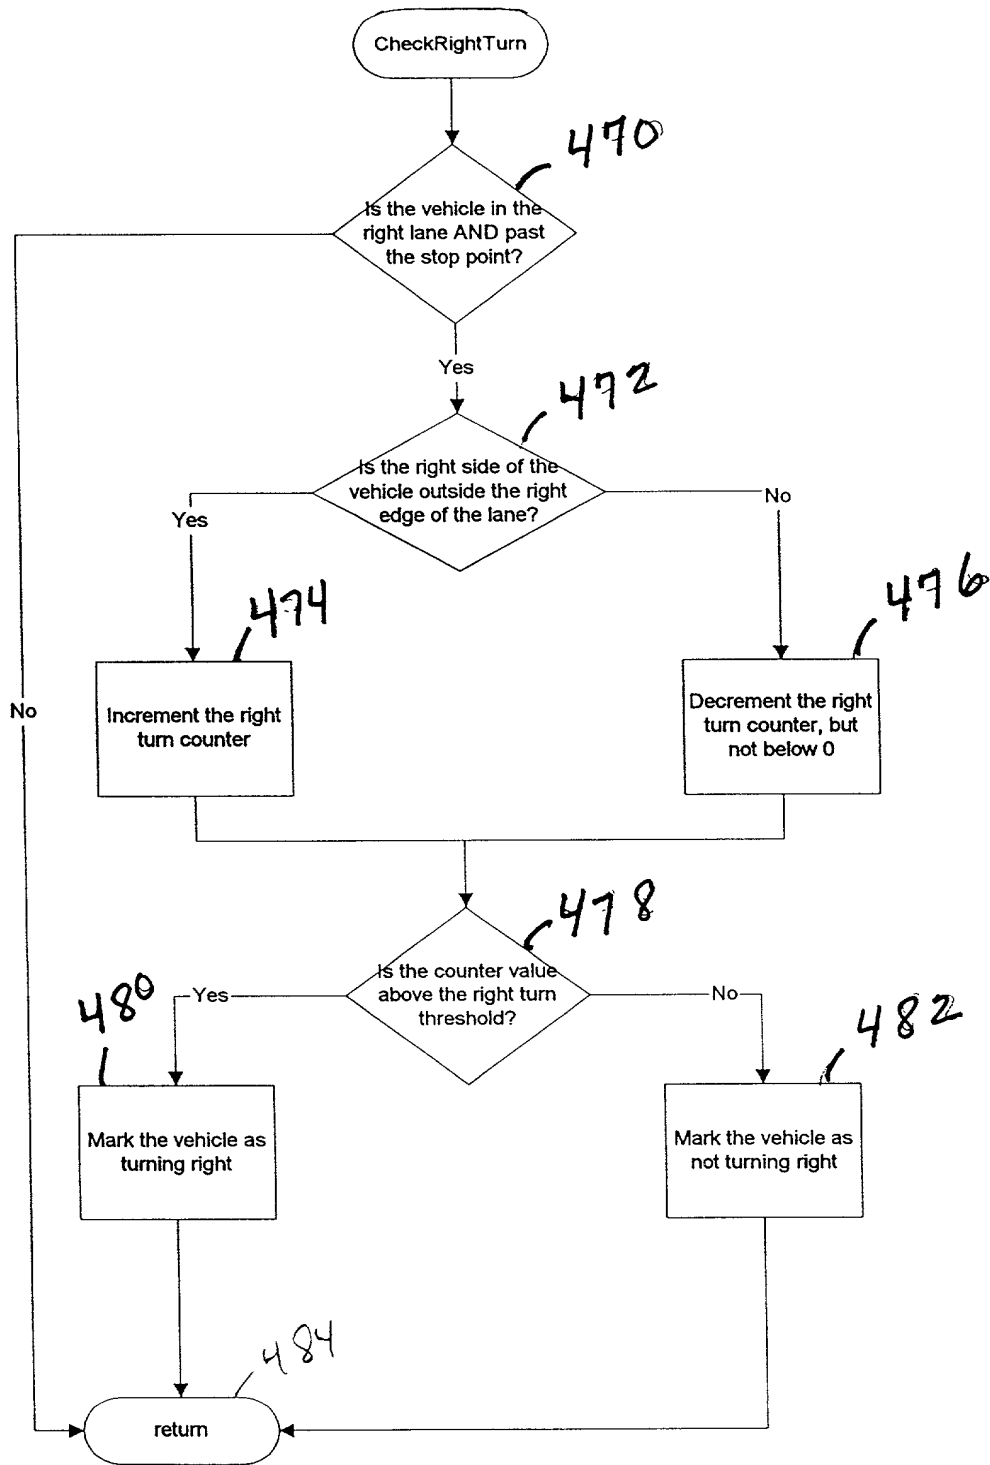 CheckRightTurn
470
Is the vehicle in the
right lane AND past
the stop point?
Yes
472
Is the right side of the
vehicle outside the right
edge of the lane?
Yes
No
474
476
No
Increment the right
turn counter
Decrement the right
turn counter, but
not below 0
478
Is the counter value
above the right turn
threshold?
Yes
No
480
482
Mark the vehicle as
turning right
Mark the vehicle as
not turning right
484
return